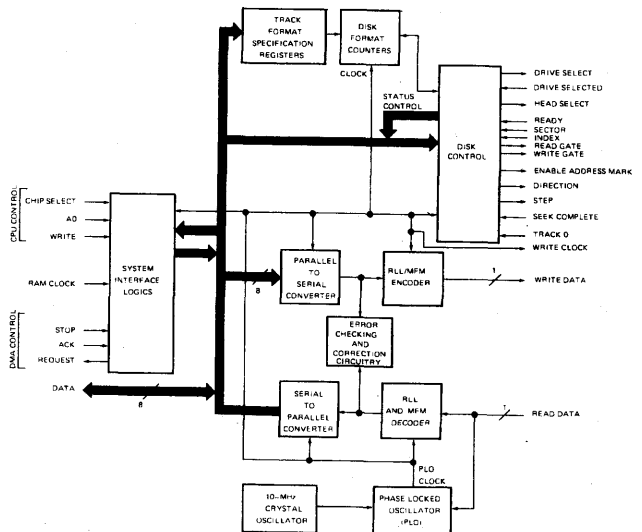 TRACK
FORMAT
SPECIFICATION
REGISTERS
DISK
FORMAT
COUNTERS
CLOCK
STATUS
CONTROL
DISK
CONTROL
DRIVE SELECT
DRIVE SELECTED
HEAD SELECT
READY
SECTOR
INDEX
READ GATE
WRITE GATE
ENABLE ADDRESS MARK
DIRECTION
STEP
SEEK COMPLETE
TRACK 0
WRITE CLOCK
CPU CONTROL
CHIP SELECT
A0
WRITE
RAM CLOCK
DMA CONTROL
STOP
ACK
REQUEST
DATA
8
SYSTEM
INTERFACE
LOGICS
8
PARALLEL
TO
SERIAL
CONVERTER
RLL/MFM
ENCODER
1
WRITE DATA
ERROR
CHECKING
AND
CORRECTION
CIRCUITRY
SERIAL
TO
PARALLEL
CONVERTER
RLL
AND MFM
DECODER
1
READ DATA
PLO
CLOCK
10-MHz
CRYSTAL
OSCILLATOR
PHASE LOCKED
OSCILLATOR
(PLO)